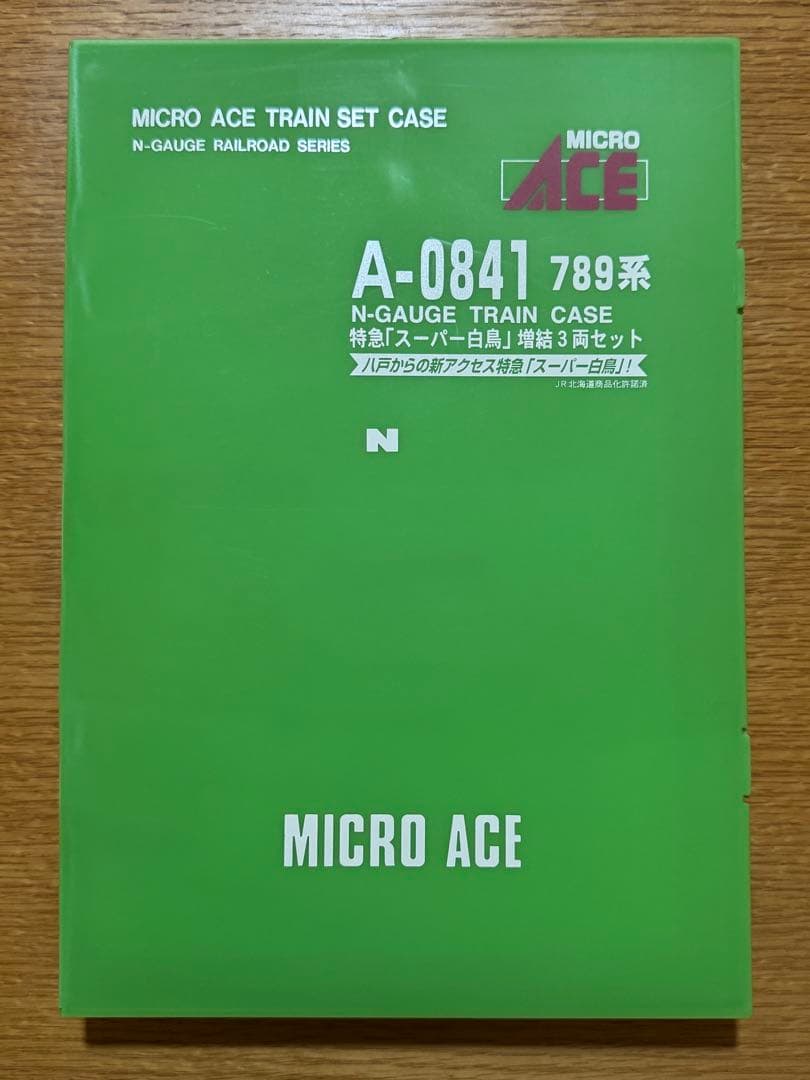 MICRO ACE TRAIN SET CASE
N-GAUGE RAILROAD SERIES
MICRO
ACE
A-0841 789系
N-GAUGE TRAIN CASE
特急「スーパー白鳥」増結3両セット
八戸からの新アクセス特急「スーパー白鳥」!
JR北海道商品化許諾済
N
MICRO ACE